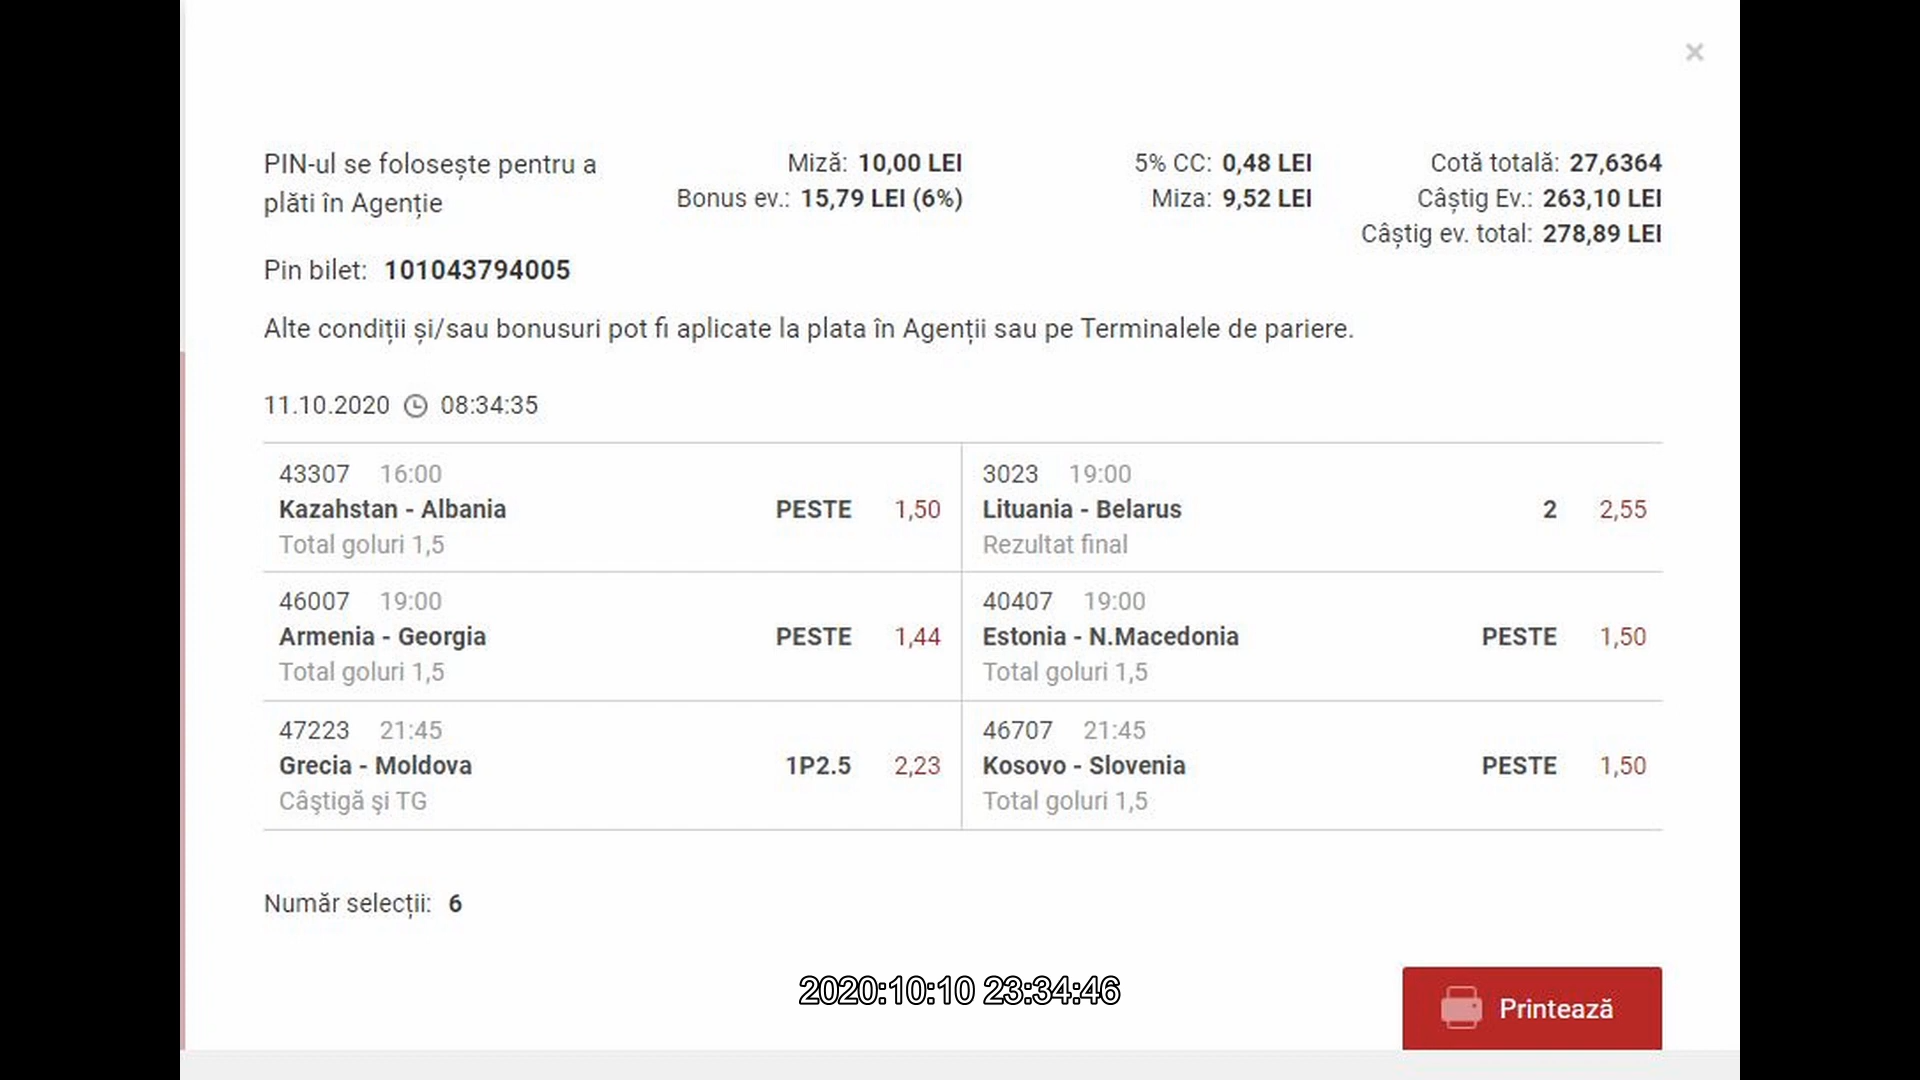 ×
PIN-ul se folosește pentru a
plăti în Agenție
Pin bilet: 101043794005
Miză: 10,00 LEI
Bonus ev.: 15,79 LEI (6%)
5% CC: 0,48 LEI
Miza: 9,52 LEI
Cotă totală: 27,6364
Câștig Ev.: 263,10 LEI
Câștig ev. total: 278,89 LEI
Alte condiții și/sau bonusuri pot fi aplicate la plata în Agenții sau pe Terminalele de pariere.
11.10.2020 08:34:35
43307 16:00
Kazahstan - Albania PESTE 1,50
Total goluri 1,5
3023 19:00
Lituania - Belarus 2 2,55
Rezultat final
46007 19:00
Armenia - Georgia PESTE 1,44
Total goluri 1,5
40407 19:00
Estonia - N.Macedonia PESTE 1,50
Total goluri 1,5
47223 21:45
Grecia - Moldova 1P2.5 2,23
Câştigă şi TG
46707 21:45
Kosovo - Slovenia PESTE 1,50
Total goluri 1,5
Număr selecții: 6
2020:10:10 23:34:46
Printează